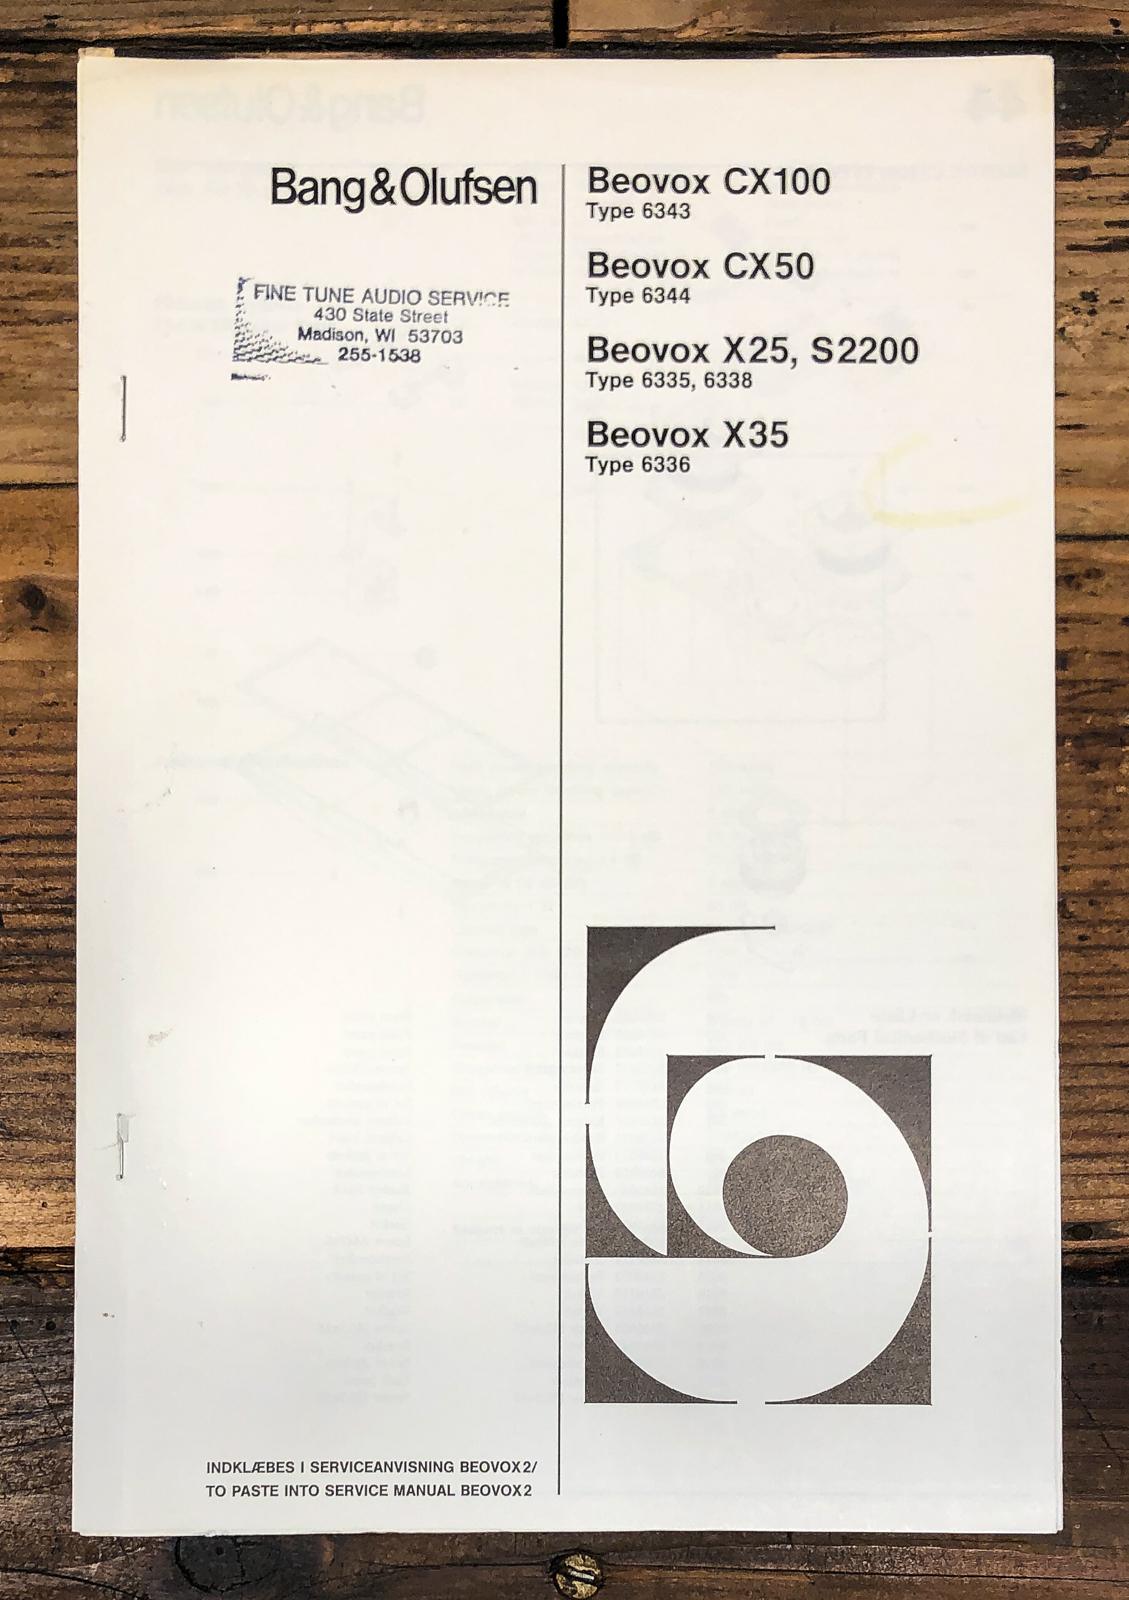 Bang&Olufsen
FINE TUNE AUDIO SERVICE
430 State Street
Madison, WI 53703
255-1538
Beovox CX100
Type 6343
Beovox CX50
Type 6344
Beovox X25, S2200
Type 6335, 6338
Beovox X35
Type 6336
INDKLÆBES I SERVICEANVISNING BEOVOX2/
TO PASTE INTO SERVICE MANUAL BEOVOX2